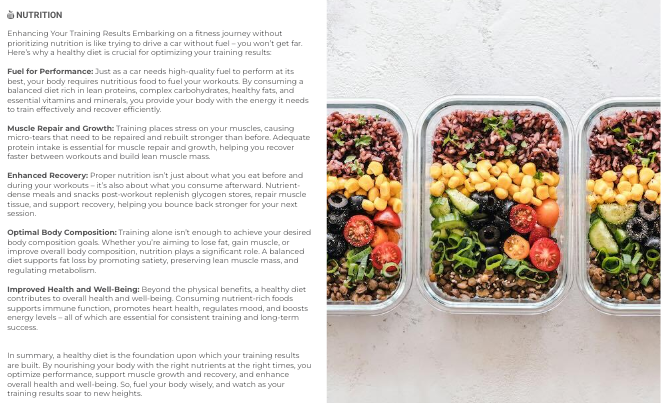 NUTRITION
Enhancing Your Training Results Embarking on a fitness journey without
prioritizing nutrition is like trying to drive a car without fuel – you won't get far.
Here's why a healthy diet is crucial for optimizing your training results:
Fuel for Performance: Just as a car needs high-quality fuel to perform at its
best, your body requires nutritious food to fuel your workouts. By consuming a
balanced diet rich in lean proteins, complex carbohydrates, healthy fats, and
essential vitamins and minerals, you provide your body with the energy it needs
to train effectively and recover efficiently.
Muscle Repair and Growth: Training places stress on your muscles, causing
micro-tears that need to be repaired and rebuilt stronger than before. Adequate
protein intake is essential for muscle repair and growth, helping you recover
faster between workouts and build lean muscle mass.
Enhanced Recovery: Proper nutrition isn't just about what you eat before and
during your workouts – it's also about what you consume afterward. Nutrient-
dense meals and snacks post-workout replenish glycogen stores, repair muscle
tissue, and support recovery, helping you bounce back stronger for your next
session.
Optimal Body Composition: Training alone isn't enough to achieve your desired
body composition goals. Whether you're aiming to lose fat, gain muscle, or
improve overall body composition, nutrition plays a significant role. A balanced
diet supports fat loss by promoting satiety, preserving lean muscle mass, and
regulating metabolism.
Improved Health and Well-Being: Beyond the physical benefits, a healthy diet
contributes to overall health and well-being. Consuming nutrient-rich foods
supports immune function, promotes heart health, regulates mood, and boosts
energy levels – all of which are essential for consistent training and long-term
success.
In summary, a healthy diet is the foundation upon which your training results
are built. By nourishing your body with the right nutrients at the right times, you
optimize performance, support muscle growth and recovery, and enhance
overall health and well-being. So, fuel your body wisely, and watch as your
training results soar to new heights.